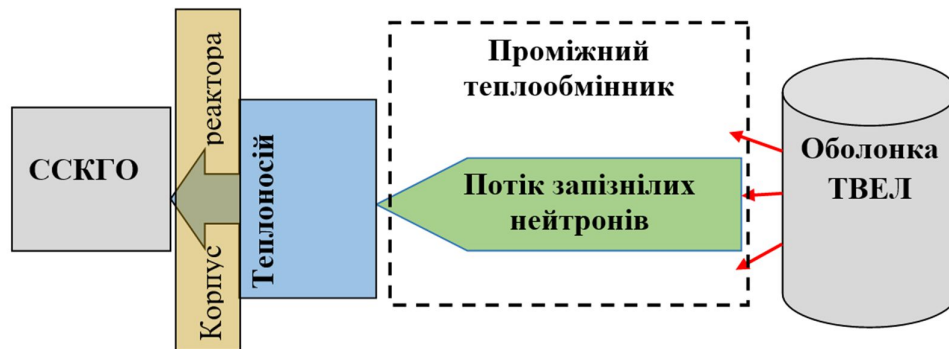 ССКГО
Корпус реактора
Теплоносій
Проміжний
теплообмінник
Потік запізнілих
нейтронів
Оболонка
ТВЕЛ